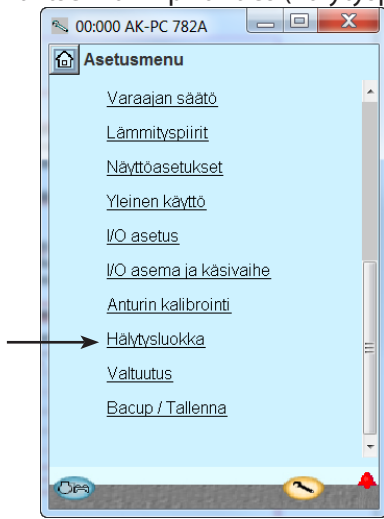 00:000 AK-PC 782A
Asetusmenu
Varaajan säätö
Lämmityspiirit
Näyttöasetukset
Yleinen käyttö
I/O asetus
I/O asema ja käsivaihe
Anturin kalibrointi
Hälytysluokka
Valtuutus
Bacup / Tallenna